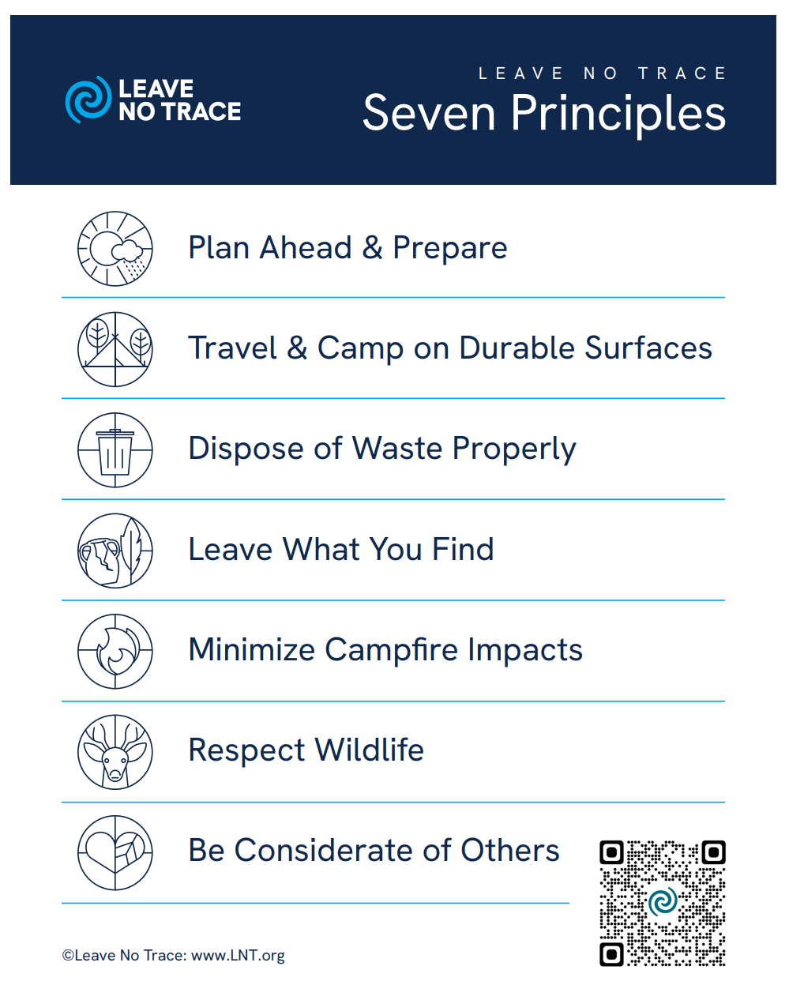 LEAVE
NO TRACE
LEAVE NO TRACE
Seven Principles
Plan Ahead & Prepare
Travel & Camp on Durable Surfaces
Dispose of Waste Properly
Leave What You Find
Minimize Campfire Impacts
Respect Wildlife
Be Considerate of Others
©Leave No Trace: www.LNT.org